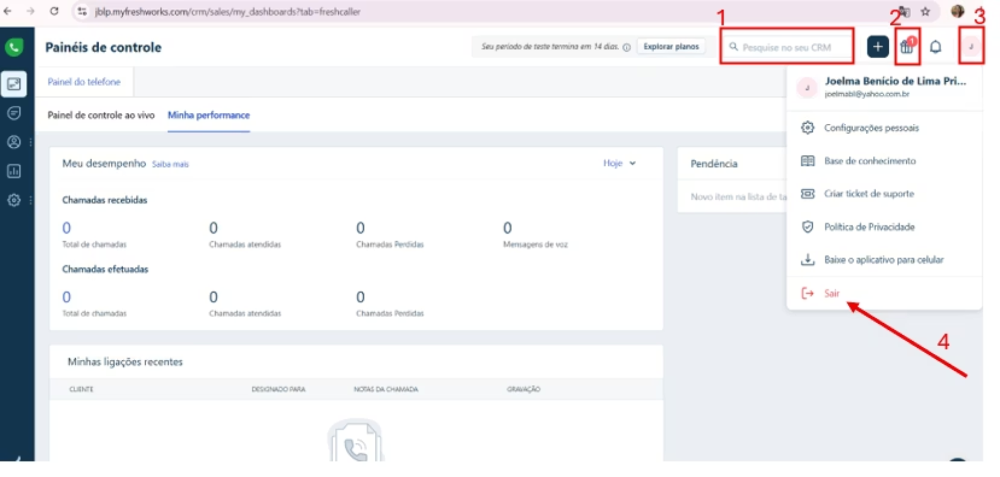 jblp.myfreshworks.com/crm/sales/my_dashboards?tab=freshcaller
1
2
3
Painéis de controle
Seu período de teste termina em 14 dias.
Explorar planos
Pesquise no seu CRM
1
J
Painel do telefone
J
Joelma Benício de Lima Pri...
joelmabl@yahoo.com.br
Painel de controle ao vivo
Minha performance
Configurações pessoais
Base de conhecimento
Criar ticket de suporte
Política de Privacidade
Baixe o aplicativo para celular
Sair
4
Meu desempenho
Saiba mais
Hoje
Chamadas recebidas
0
0
0
0
Total de chamadas
Chamadas atendidas
Chamadas Perdidas
Mensagens de voz
Chamadas efetuadas
0
0
0
Total de chamadas
Chamadas atendidas
Chamadas Perdidas
Pendência
Novo item na lista de ta
Minhas ligações recentes
CLIENTE
DESIGNADO PARA
NOTAS DA CHAMADA
GRAVAÇÃO